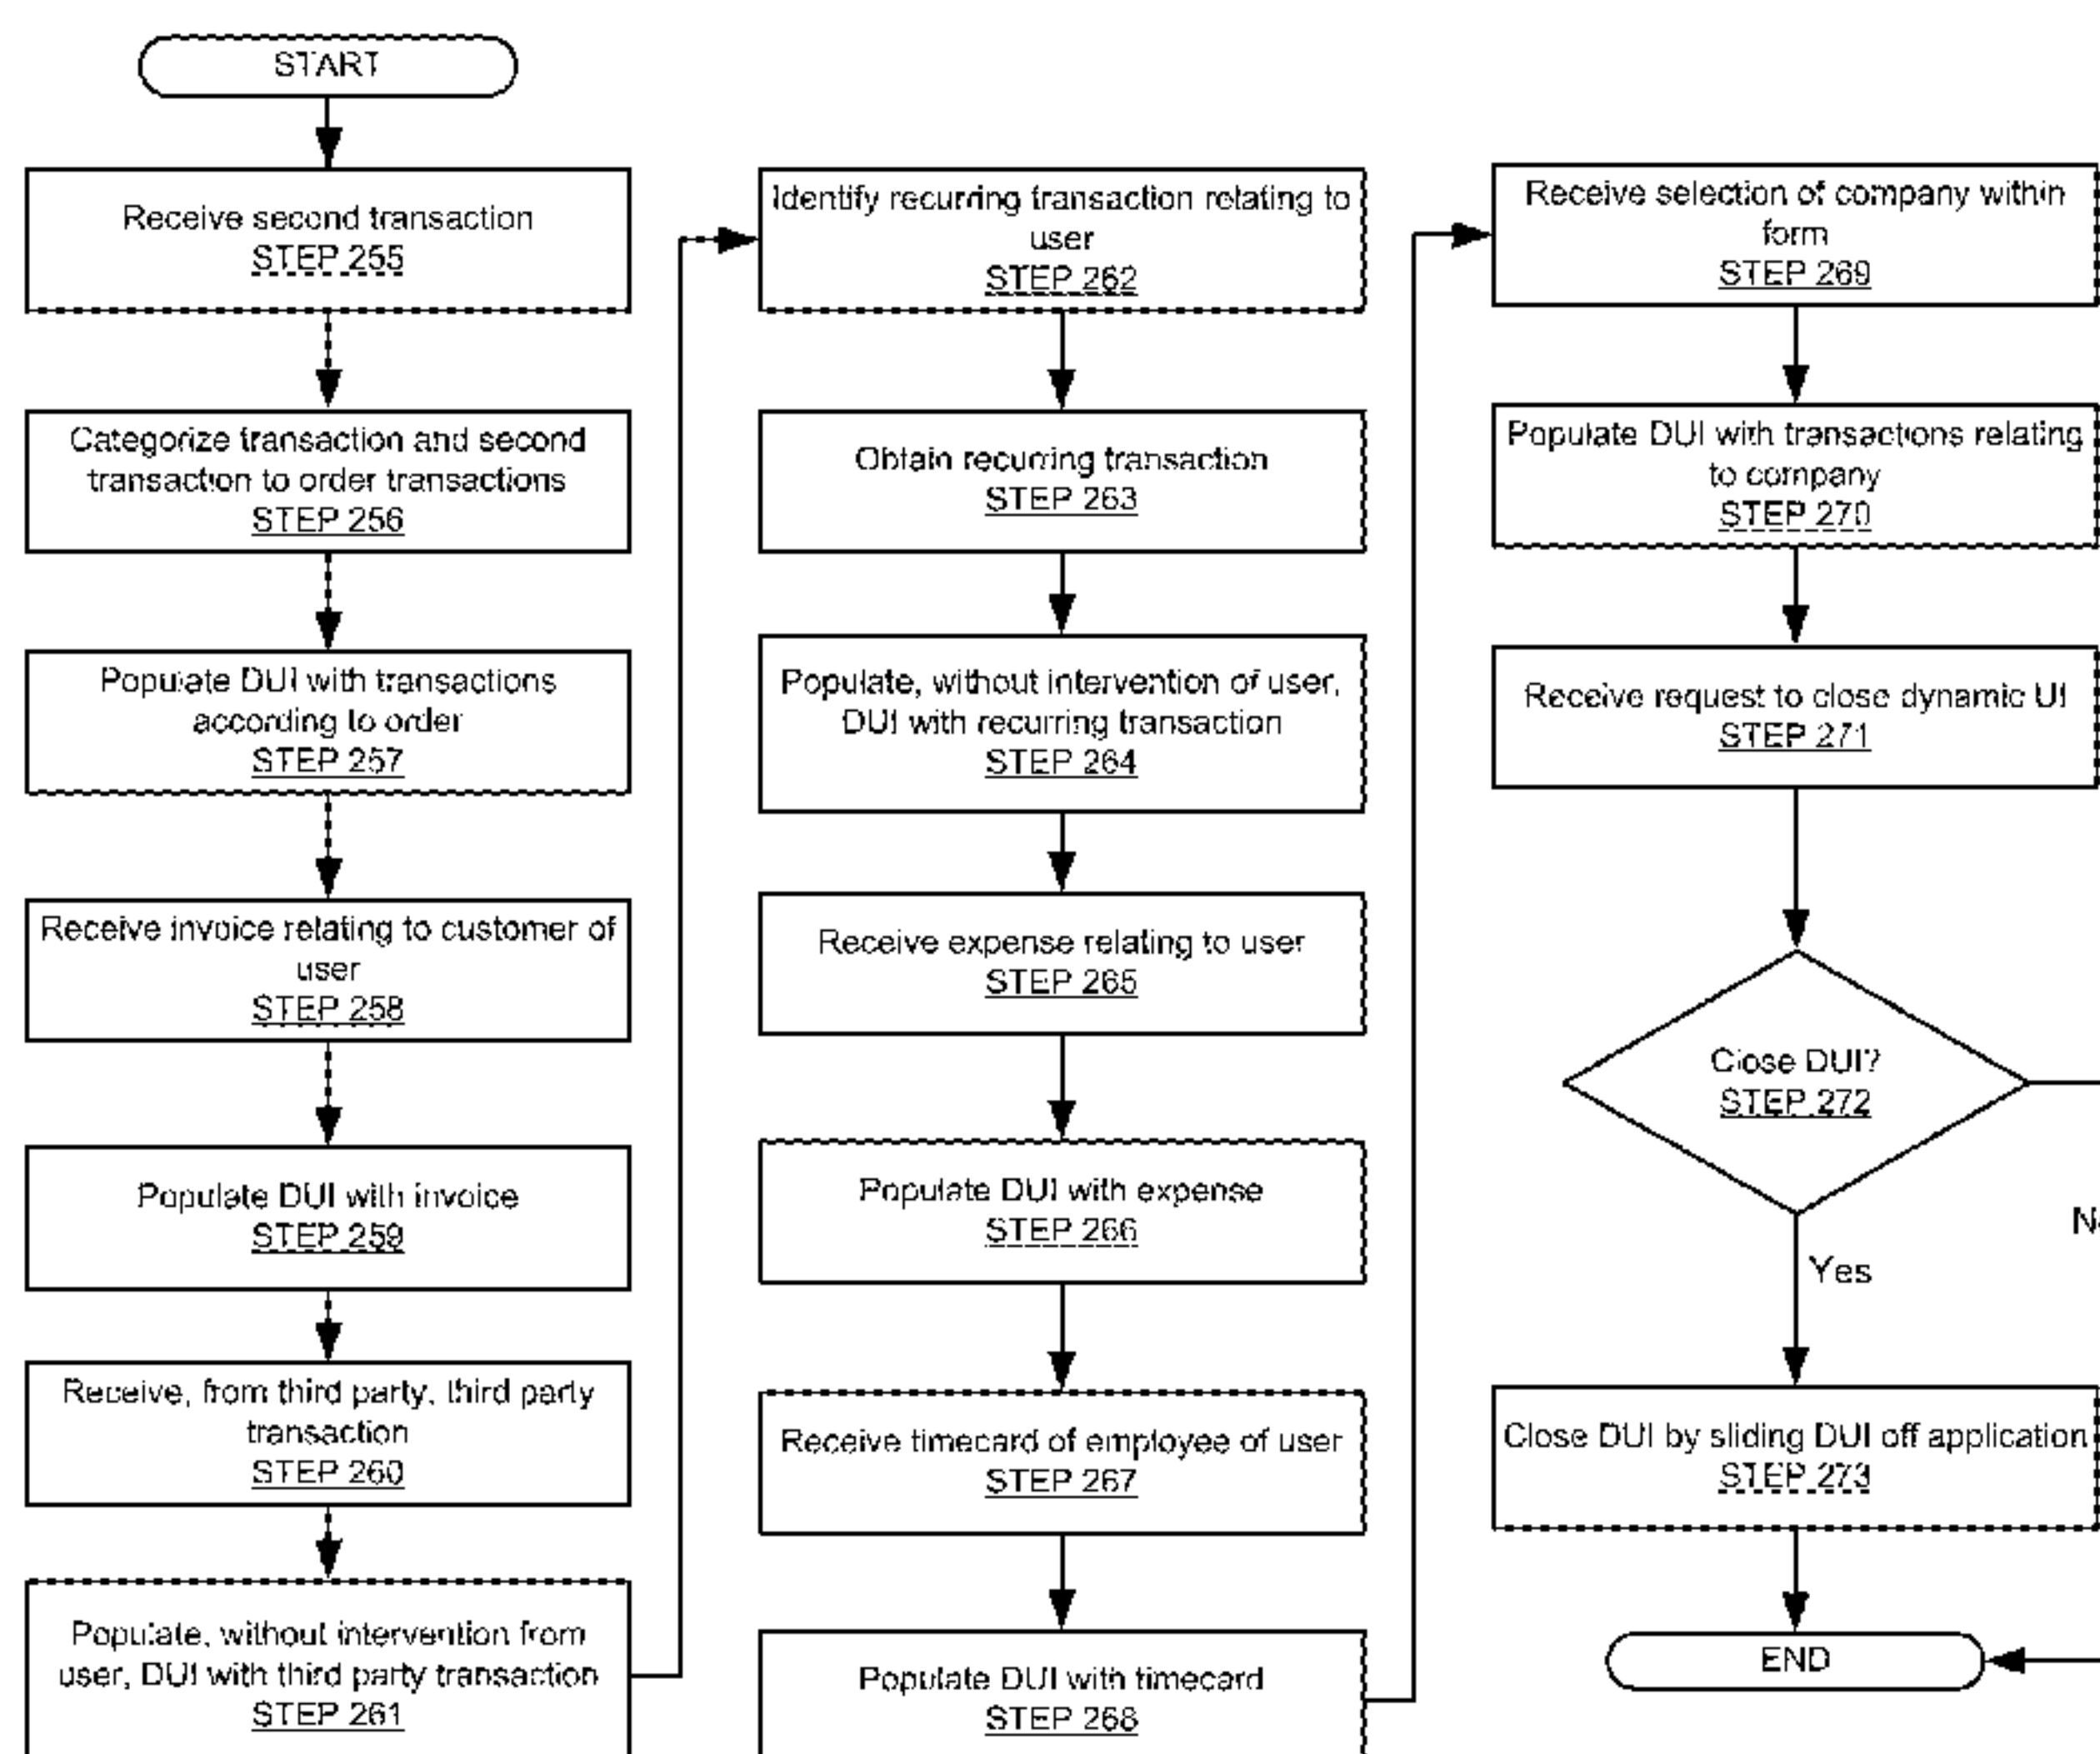 START
Receive second transaction
STEP 255
Categorize transaction and second
transaction to order transactions
STEP 256
Populate DUI with transactions
according to order
STEP 257
Receive invoice relating to customer of
user
STEP 258
Populate DUI with invoice
STEP 259
Receive, from third party, third party
transaction
STEP 260
Populate, without intervention from
user, DUI with third party transaction
STEP 261
Identify recurring transaction relating to
user
STEP 262
Obtain recurring transaction
STEP 263
Populate, without intervention of user,
DUI with recurring transaction
STEP 264
Receive expense relating to user
STEP 265
Populate DUI with expense
STEP 266
Receive timecard of employee of user
STEP 267
Populate DUI with timecard
STEP 268
Receive selection of company within
form
STEP 269
Populate DUI with transactions relating
to company
STEP 270
Receive request to close dynamic UI
STEP 271
Close DUI?
STEP 272
Yes
Close DUI by sliding DUI off application
STEP 273
END